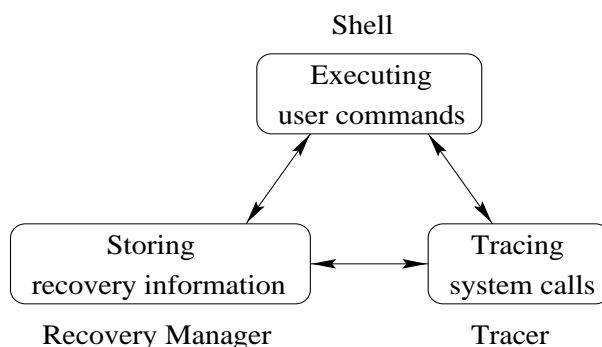 Shell
Executing
user commands
Storing
recovery information
Tracing
system calls
Recovery Manager
Tracer